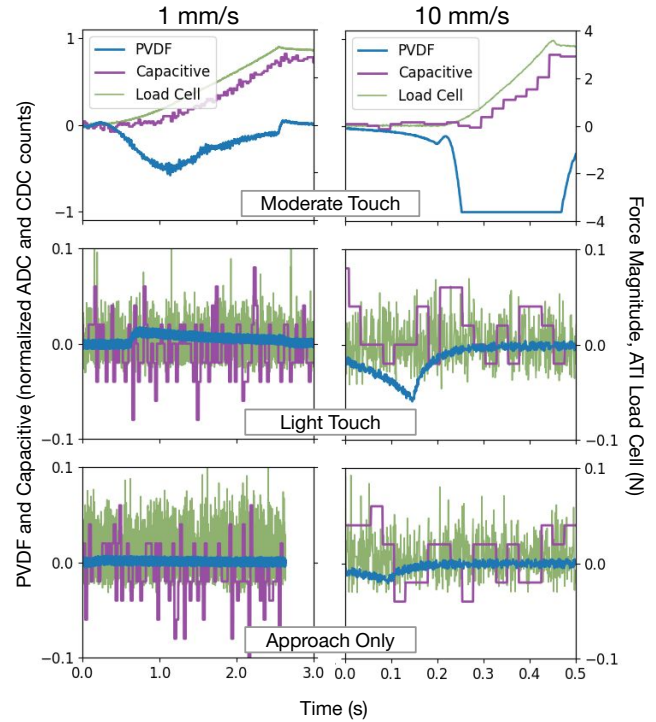 1 mm/s
10 mm/s
PVDF
Capacitive
Load Cell
PVDF
Capacitive
Load Cell
1
0
−1
4
2
0
−2
−4
Moderate Touch
0.1
0.0
−0.1
0.1
0.0
−0.1
Light Touch
0.1
0.0
−0.1
0.1
0.0
−0.1
Approach Only
0.0
1.0
2.0
3.0
0.0
0.1
0.2
0.3
0.4
0.5
Time (s)
PVDF and Capacitive (normalized ADC and CDC counts)
Force Magnitude, ATI Load Cell (N)